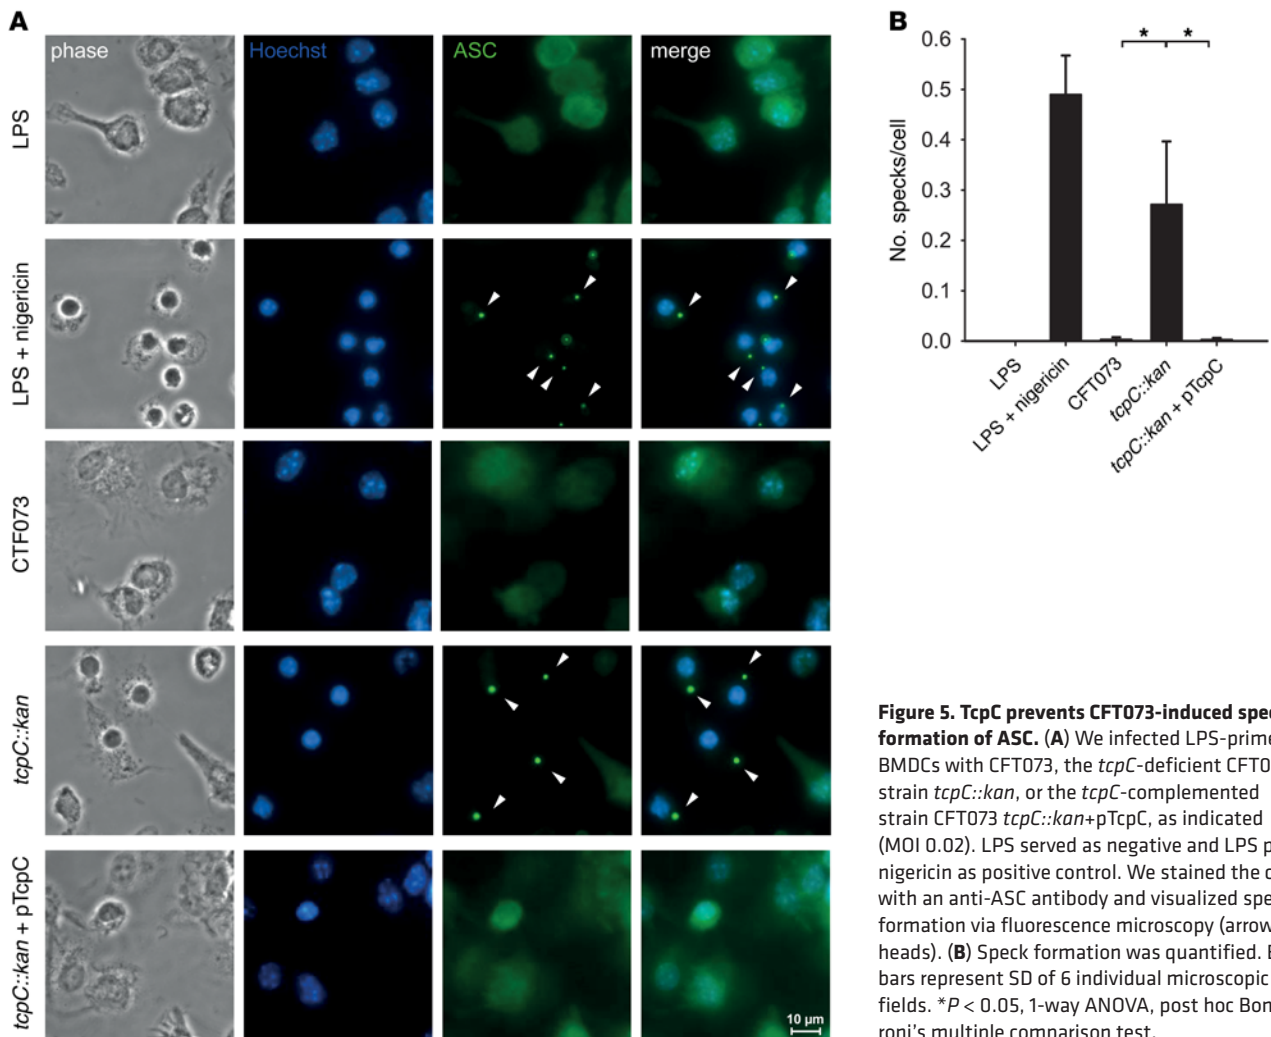 A
phase
Hoechst
ASC
merge
LPS
LPS + nigericin
CTF073
tcpC::kan
tcpC::kan + pTcpC
10 µm
B
No. specks/cell
0.6
0.5
0.4
0.3
0.2
0.1
0.0
* *
LPS
LPS + nigericin
CFT073
tcpC::kan
tcpC::kan + pTcpC
Figure 5. TcpC prevents CFT073-induced
formation of ASC. (A) We infected
BMDCs with CFT073, the tcpC-deficient
strain tcpC::kan, or the tcpC-complemented
strain CFT073 tcpC::kan+pTcpC, as indicated
(MOI 0.02). LPS served as negative and LPS
nigericin as positive control. We stained the
with an anti-ASC antibody and visualized
formation via fluorescence microscopy (arrow-
heads). (B) Speck formation was quantified.
bars represent SD of 6 individual microscopic
fields. *P < 0.05, 1-way ANOVA, post hoc
roni's multiple comparison test.